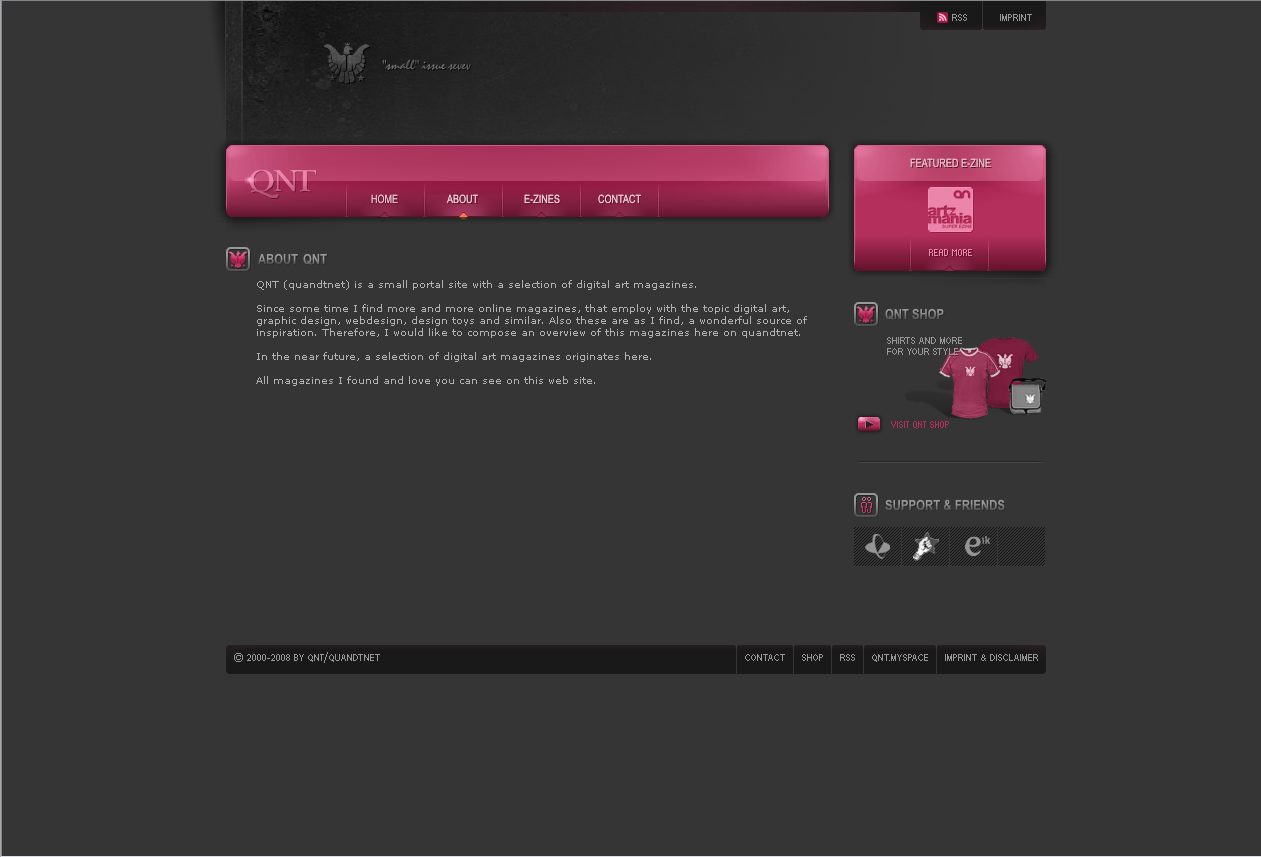 RSS
IMPRINT
"small" issue seven
QNT
HOME
ABOUT
E-ZINES
CONTACT
FEATURED E-ZINE
an
artz
mania
SUPER EZINE
READ MORE
ABOUT QNT
QNT (quandtnet) is a small portal site with a selection of digital art magazines.
Since some time I find more and more online magazines, that employ with the topic digital art,
graphic design, webdesign, design toys and similar. Also these are as I find, a wonderful source of
inspiration. Therefore, I would like to compose an overview of this magazines here on quandtnet.
In the near future, a selection of digital art magazines originates here.
All magazines I found and love you can see on this web site.
QNT SHOP
SHIRTS AND MORE
FOR YOUR STYLE
VISIT QNT SHOP
SUPPORT & FRIENDS
e ik
© 2000-2008 BY QNT/QUANDTNET
CONTACT
SHOP
RSS
QNT.MYSPACE
IMPRINT & DISCLAIMER